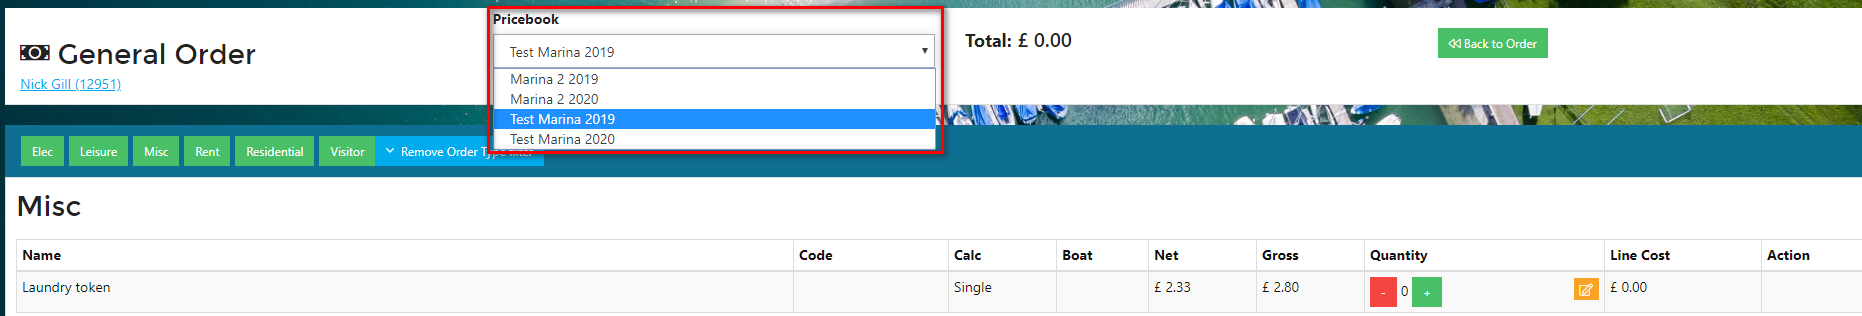 Pricebook
General Order
Nick Gill (12951)
Test Marina 2019
Marina 2 2019
Marina 2 2020
Test Marina 2019
Test Marina 2020
Total: £ 0.00
Back to Order
Elec Leisure Misc Rent Residential Visitor Remove Order Type filter
Misc
Name Code Calc Boat Net Gross Quantity Line Cost Action
Laundry token Single £ 2.33 £ 2.80 - 0 + £ 0.00